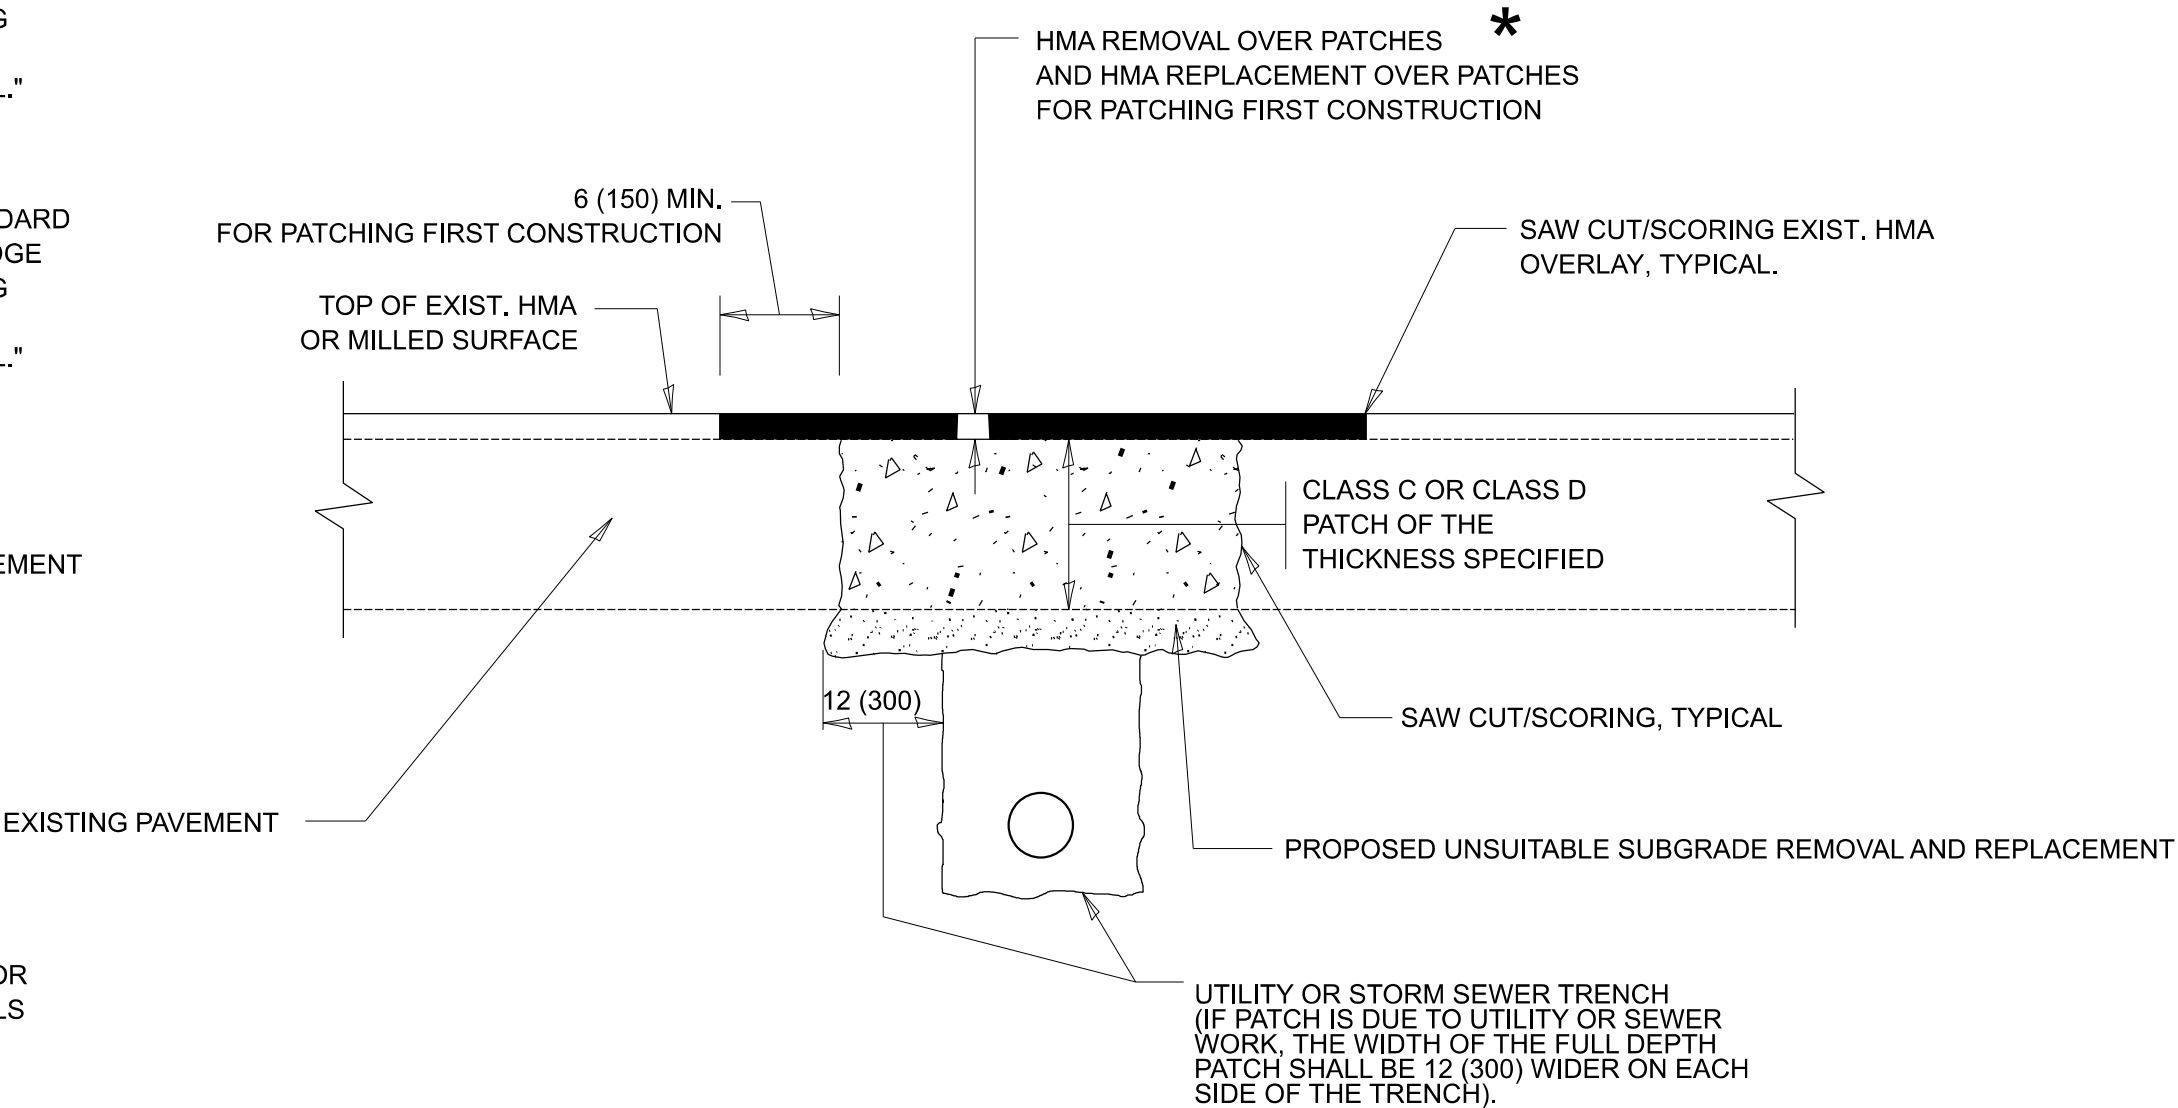 HMA REMOVAL OVER PATCHES *
AND HMA REPLACEMENT OVER PATCHES
FOR PATCHING FIRST CONSTRUCTION
6 (150) MIN.
FOR PATCHING FIRST CONSTRUCTION
SAW CUT/SCORING EXIST. HMA
OVERLAY, TYPICAL.
TOP OF EXIST. HMA
OR MILLED SURFACE
CLASS C OR CLASS D
PATCH OF THE
THICKNESS SPECIFIED
12 (300)
SAW CUT/SCORING, TYPICAL
EXISTING PAVEMENT
PROPOSED UNSUITABLE SUBGRADE REMOVAL AND REPLACEMENT
UTILITY OR STORM SEWER TRENCH
(IF PATCH IS DUE TO UTILITY OR SEWER
WORK, THE WIDTH OF THE FULL DEPTH
PATCH SHALL BE 12 (300) WIDER ON EACH
SIDE OF THE TRENCH).